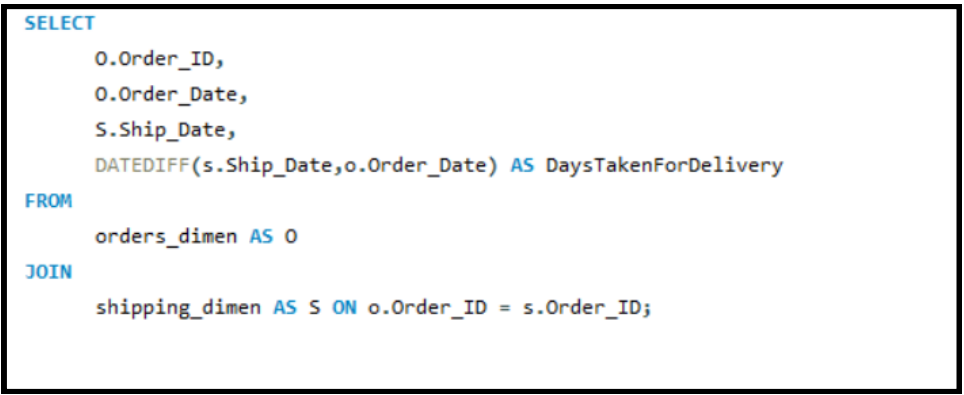 SELECT
O.Order_ID,
O.Order_Date,
S.Ship_Date,
DATEDIFF(s.Ship_Date,o.Order_Date) AS DaysTakenForDelivery
FROM
orders_dimen AS O
JOIN
shipping_dimen AS S ON o.Order_ID = s.Order_ID;